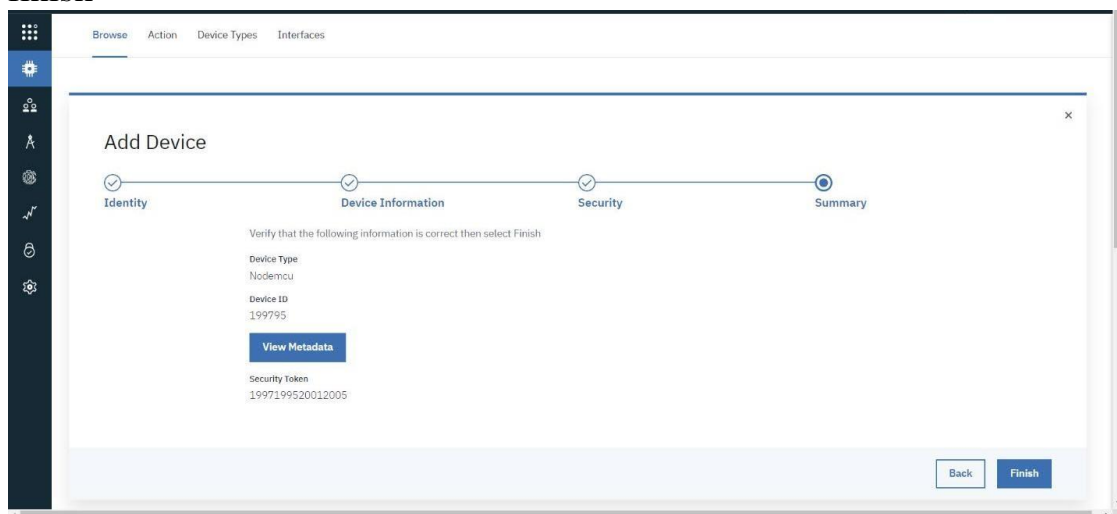 Browse Action Device Types Interfaces
×
Add Device
Identity Device Information Security Summary
Verify that the following information is correct then select Finish
Device Type
Nodemcu
Device ID
199795
View Metadata
Security Token
1997199520012005
Back Finish